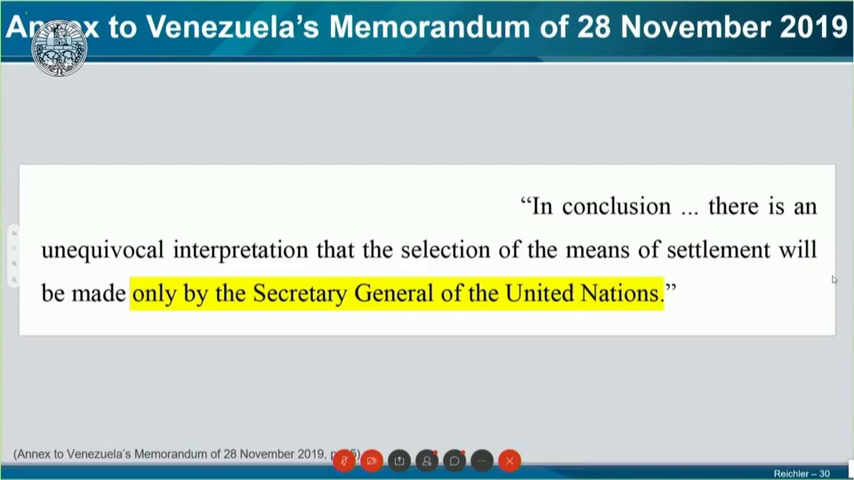 Annex to Venezuela's Memorandum of 28 November 2019
“In conclusion ... there is an
unequivocal interpretation that the selection of the means of settlement will
be made only by the Secretary General of the United Nations.”
(Annex to Venezuela's Memorandum of 28 November 2019,
Reichler – 30